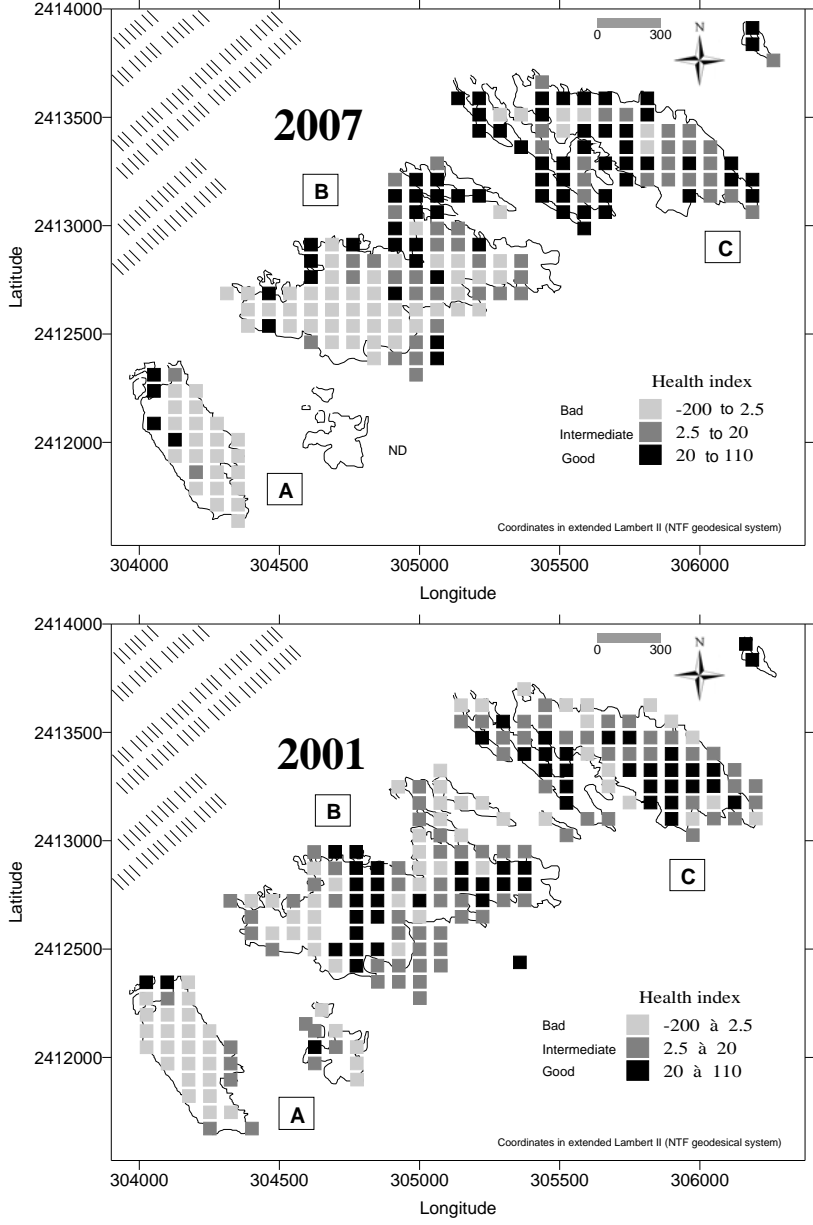 2414000
2413500
2413000
2412500
2412000
Latitude
2007
0 300
N
B
C
A
ND
Health index
Bad -200 to 2.5
Intermediate 2.5 to 20
Good 20 to 110
Coordinates in extended Lambert II (NTF geodesical system)
304000 304500 305000 305500 306000
Longitude
2414000
2413500
2413000
2412500
2412000
Latitude
2001
0 300
N
B
C
A
Health index
Bad -200 à 2.5
Intermediate 2.5 à 20
Good 20 à 110
Coordinates in extended Lambert II (NTF geodesical system)
304000 304500 305000 305500 306000
Longitude